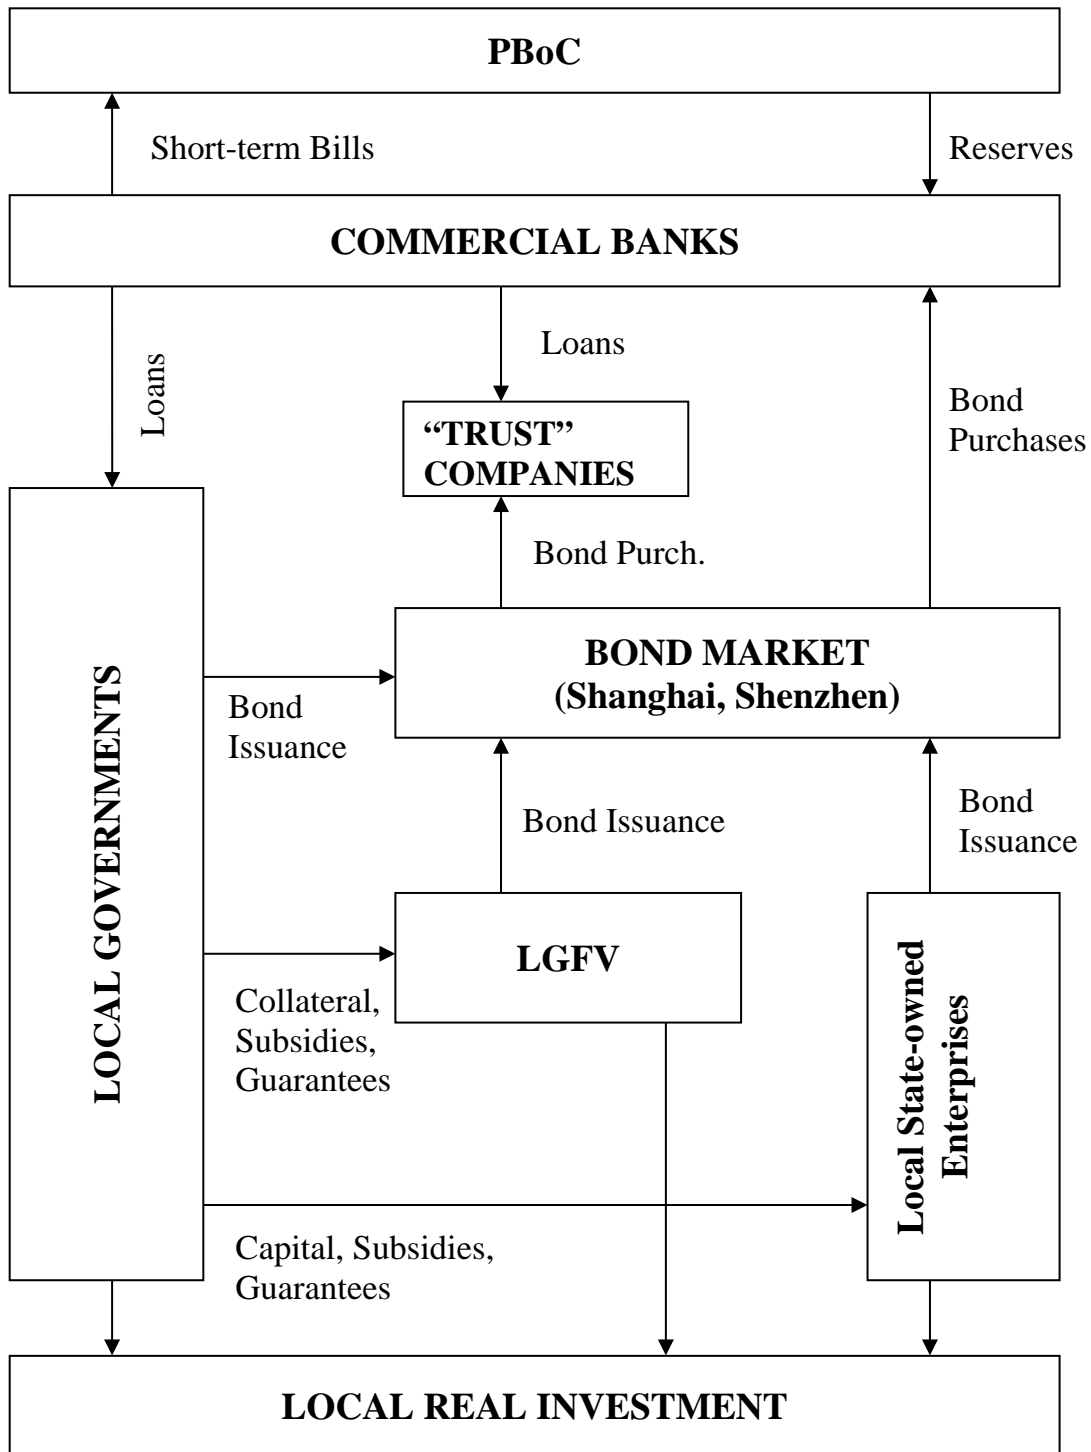 PBoC
Short-term Bills
Reserves
COMMERCIAL BANKS
Loans
Loans
Bond
Purchases
“TRUST”
COMPANIES
Bond Purch.
BOND MARKET
(Shanghai, Shenzhen)
LOCAL GOVERNMENTS
Bond
Issuance
Bond Issuance
Bond
Issuance
LGFV
Local State-owned
Enterprises
Collateral,
Subsidies,
Guarantees
Capital, Subsidies,
Guarantees
LOCAL REAL INVESTMENT